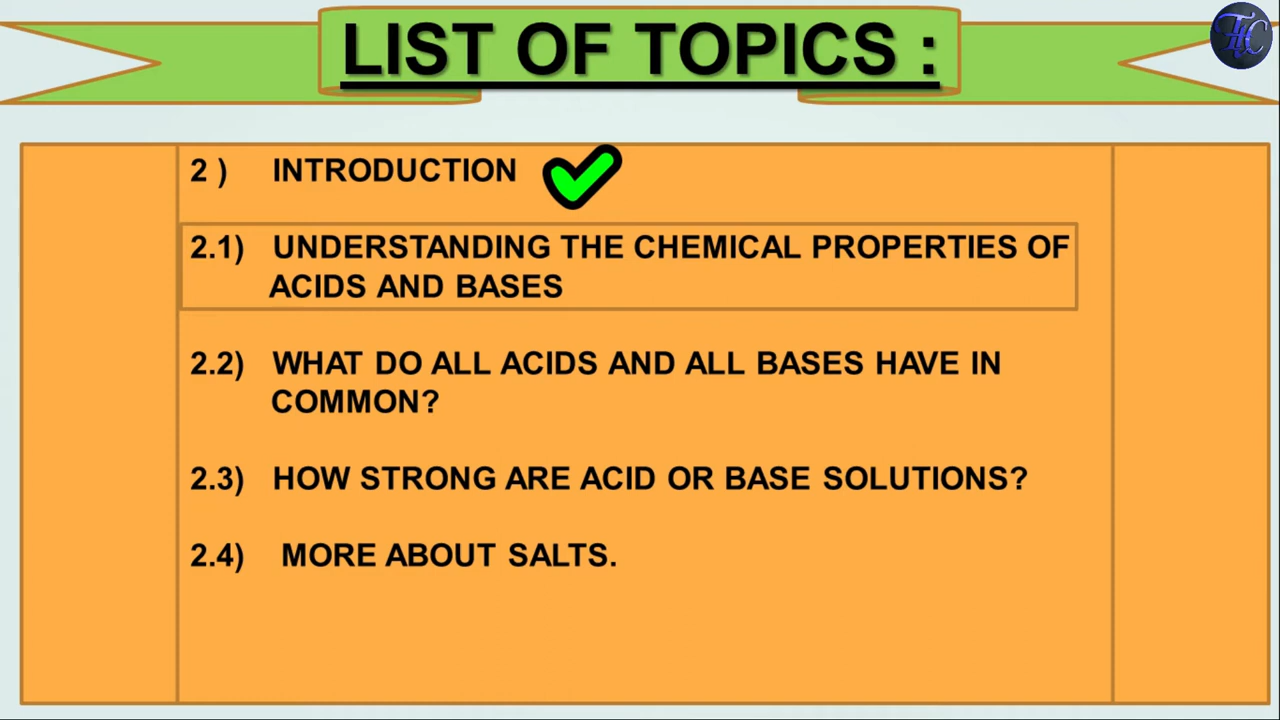 LIST OF TOPICS :
2 ) INTRODUCTION
2.1) UNDERSTANDING THE CHEMICAL PROPERTIES OF
ACIDS AND BASES
2.2) WHAT DO ALL ACIDS AND ALL BASES HAVE IN
COMMON?
2.3) HOW STRONG ARE ACID OR BASE SOLUTIONS?
2.4) MORE ABOUT SALTS.